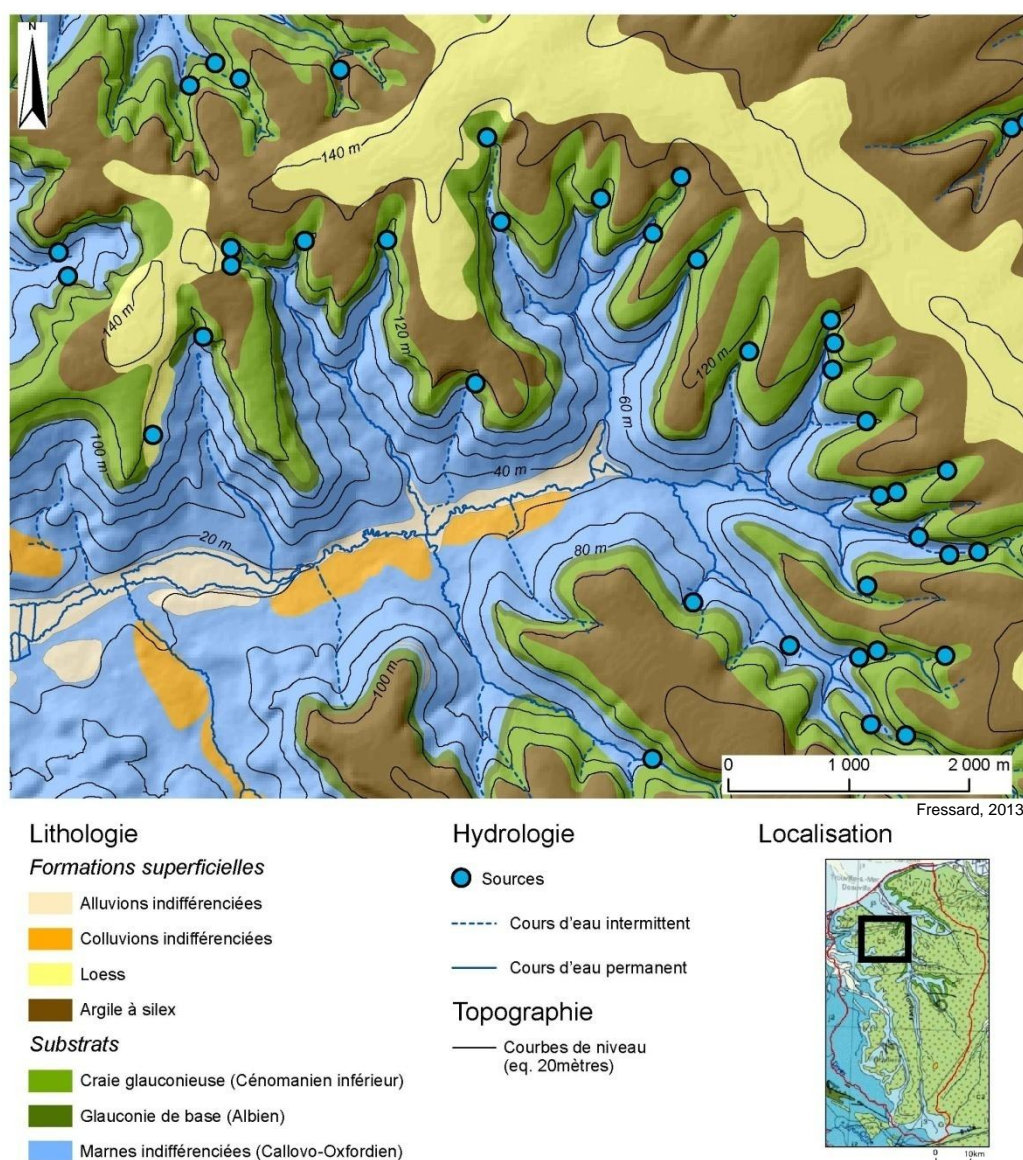 N
140 m
140 m
120 m
120 m
100 m
60 m
40 m
20 m
80 m
100 m
0 1 000 2 000 m
Fressard, 2013
Lithologie
Formations superficielles
Alluvions indifférenciées
Colluvions indifférenciées
Loess
Argile à silex
Substrats
Craie glauconieuse (Cénomanien inférieur)
Glauconie de base (Albien)
Marnes indifférenciées (Callovo-Oxfordien)
Hydrologie
Sources
Cours d'eau intermittent
Cours d'eau permanent
Topographie
Courbes de niveau
(eq. 20mètres)
Localisation
0 10km